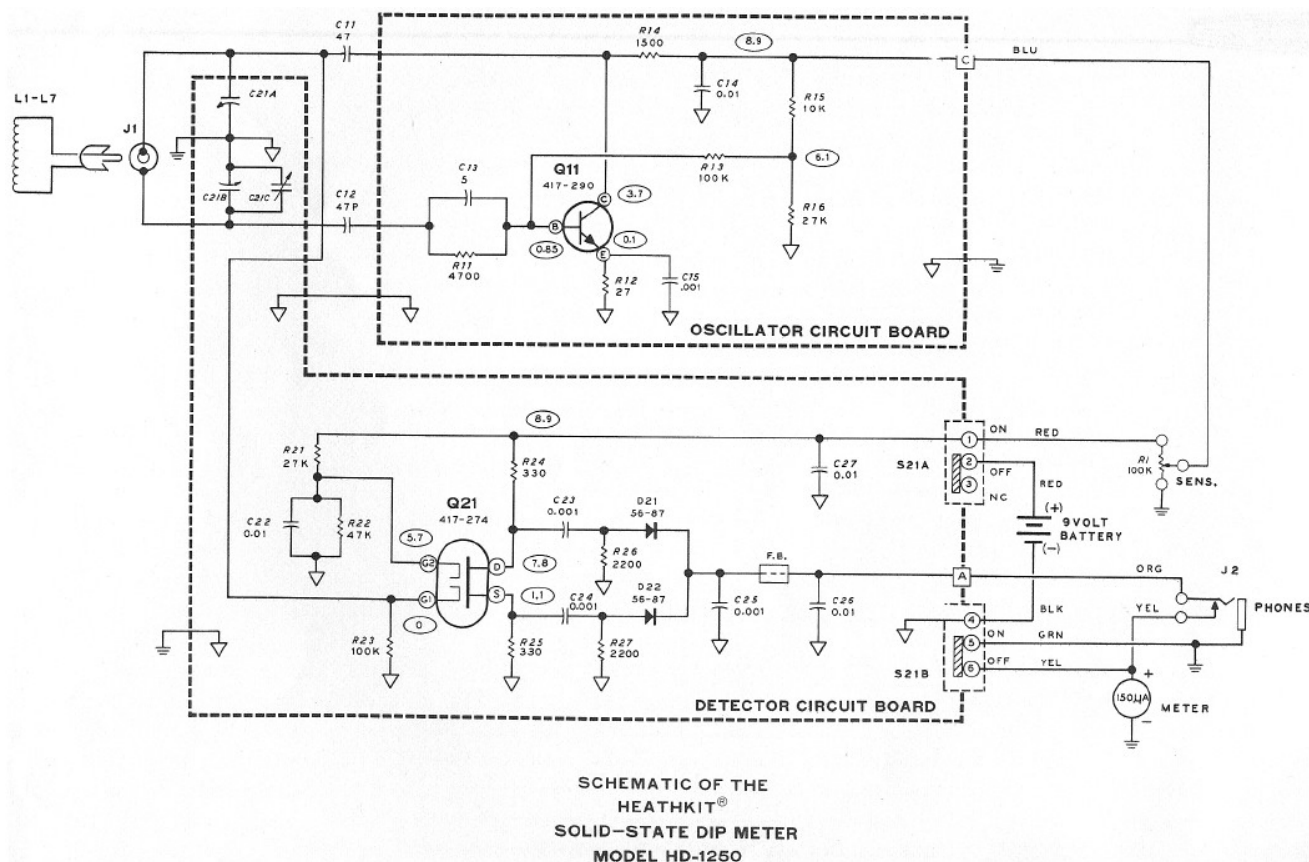 C11
47
R14
1500
8.9
C
BLU
L1-L7
J1
C21A
C14
0.01
R15
10K
C21B
C21C
C12
47P
C13
5
R11
4700
Q11
417-290
R13
100K
6.1
C
3.7
B
0.85
E
0.1
R16
27K
R12
27
C15
.001
OSCILLATOR CIRCUIT BOARD
8.9
R21
27K
R24
330
C27
0.01
S21A
1
ON
RED
2
OFF
RED
3
NC
R1
100K
SENS.
C22
0.01
R22
47K
Q21
417-274
C23
0.001
D21
56-87
5.7
G2
D
7.8
R26
2200
(+)
9 VOLT
BATTERY
(-)
G1
S
1.1
0
C24
0.001
D22
56-87
F.B.
A
ORG
J2
C25
0.001
C26
0.01
R23
100K
R25
330
R27
2200
4
BLK
YEL
PHONES
5
ON
GRN
S21B
6
OFF
YEL
+
150µA
METER
-
DETECTOR CIRCUIT BOARD
SCHEMATIC OF THE
HEATHKIT®
SOLID-STATE DIP METER
MODEL HD-1250